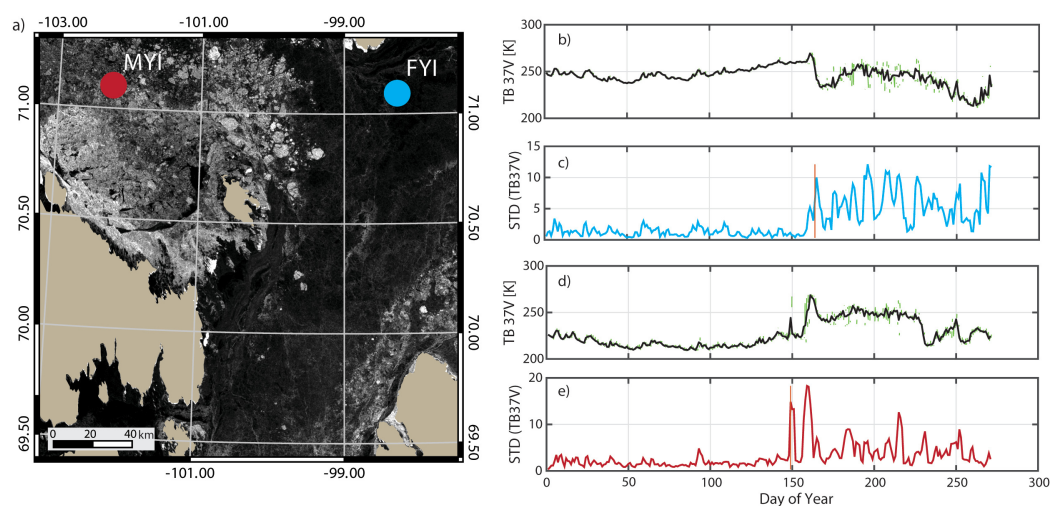 a)
-103.00 -101.00 -99.00
MYI
FYI
71.00
70.50
70.00
69.50
71.00
70.50
70.00
69.50
0 20 40 km
-101.00 -99.00
b)
TB 37V [K]
300
250
200
c)
STD (TB37V)
15
10
5
0
d)
TB 37V [K]
300
250
200
e)
STD (TB37V)
20
10
0
0 50 100 150 200 250 300
Day of Year